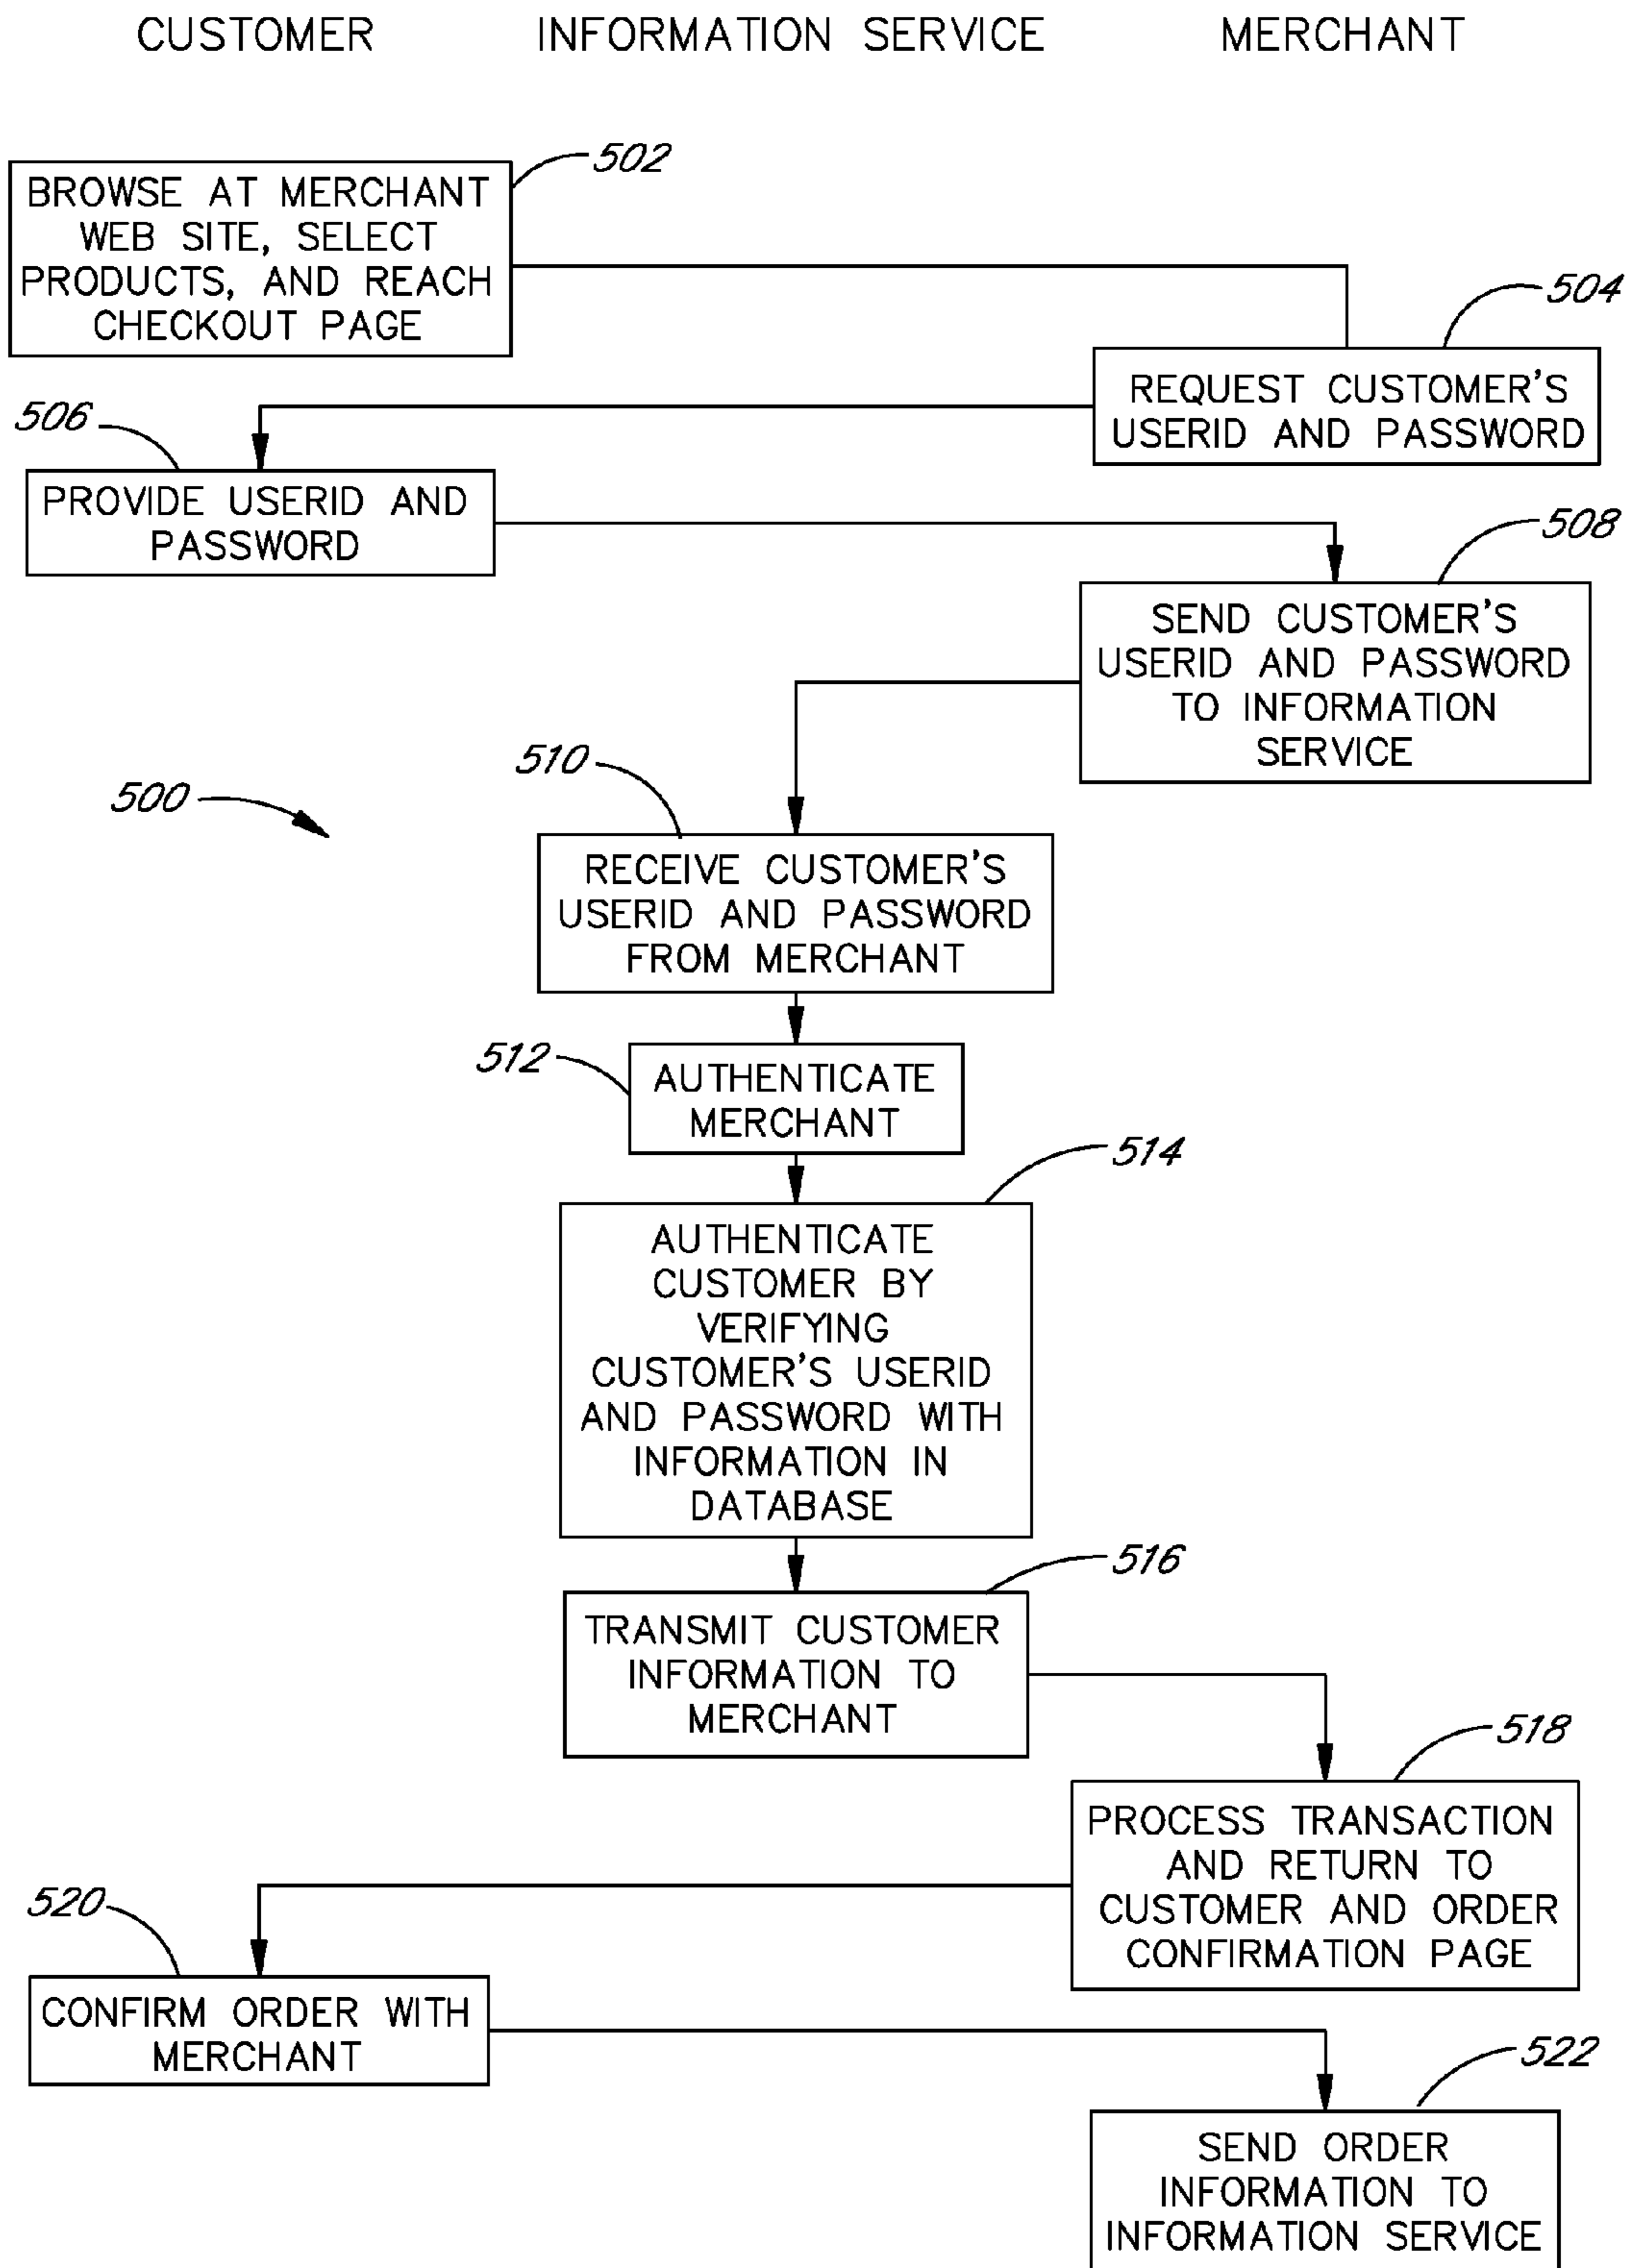 CUSTOMER INFORMATION SERVICE MERCHANT
502
BROWSE AT MERCHANT
WEB SITE, SELECT
PRODUCTS, AND REACH
CHECKOUT PAGE
504
REQUEST CUSTOMER'S
USERID AND PASSWORD
506
PROVIDE USERID AND
PASSWORD
508
SEND CUSTOMER'S
USERID AND PASSWORD
TO INFORMATION
SERVICE
510
500
RECEIVE CUSTOMER'S
USERID AND PASSWORD
FROM MERCHANT
512
AUTHENTICATE
MERCHANT
514
AUTHENTICATE
CUSTOMER BY
VERIFYING
CUSTOMER'S USERID
AND PASSWORD WITH
INFORMATION IN
DATABASE
516
TRANSMIT CUSTOMER
INFORMATION TO
MERCHANT
518
PROCESS TRANSACTION
AND RETURN TO
CUSTOMER AND ORDER
CONFIRMATION PAGE
520
CONFIRM ORDER WITH
MERCHANT
522
SEND ORDER
INFORMATION TO
INFORMATION SERVICE